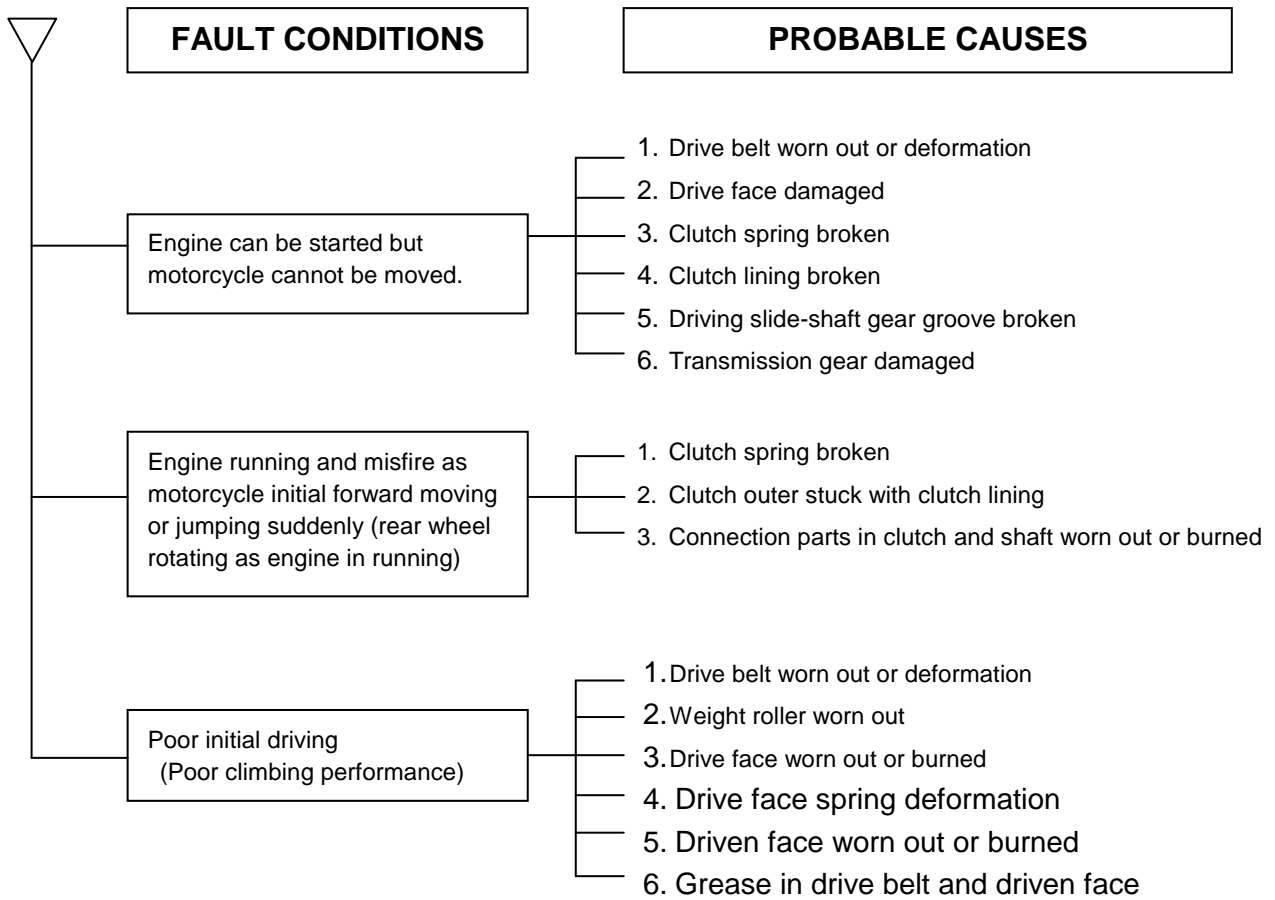 FAULT CONDITIONS
PROBABLE CAUSES
Engine can be started but
motorcycle cannot be moved.
1. Drive belt worn out or deformation
2. Drive face damaged
3. Clutch spring broken
4. Clutch lining broken
5. Driving slide-shaft gear groove broken
6. Transmission gear damaged
Engine running and misfire as
motorcycle initial forward moving
or jumping suddenly (rear wheel
rotating as engine in running)
1. Clutch spring broken
2. Clutch outer stuck with clutch lining
3. Connection parts in clutch and shaft worn out or burned
Poor initial driving
(Poor climbing performance)
1. Drive belt worn out or deformation
2. Weight roller worn out
3. Drive face worn out or burned
4. Drive face spring deformation
5. Driven face worn out or burned
6. Grease in drive belt and driven face